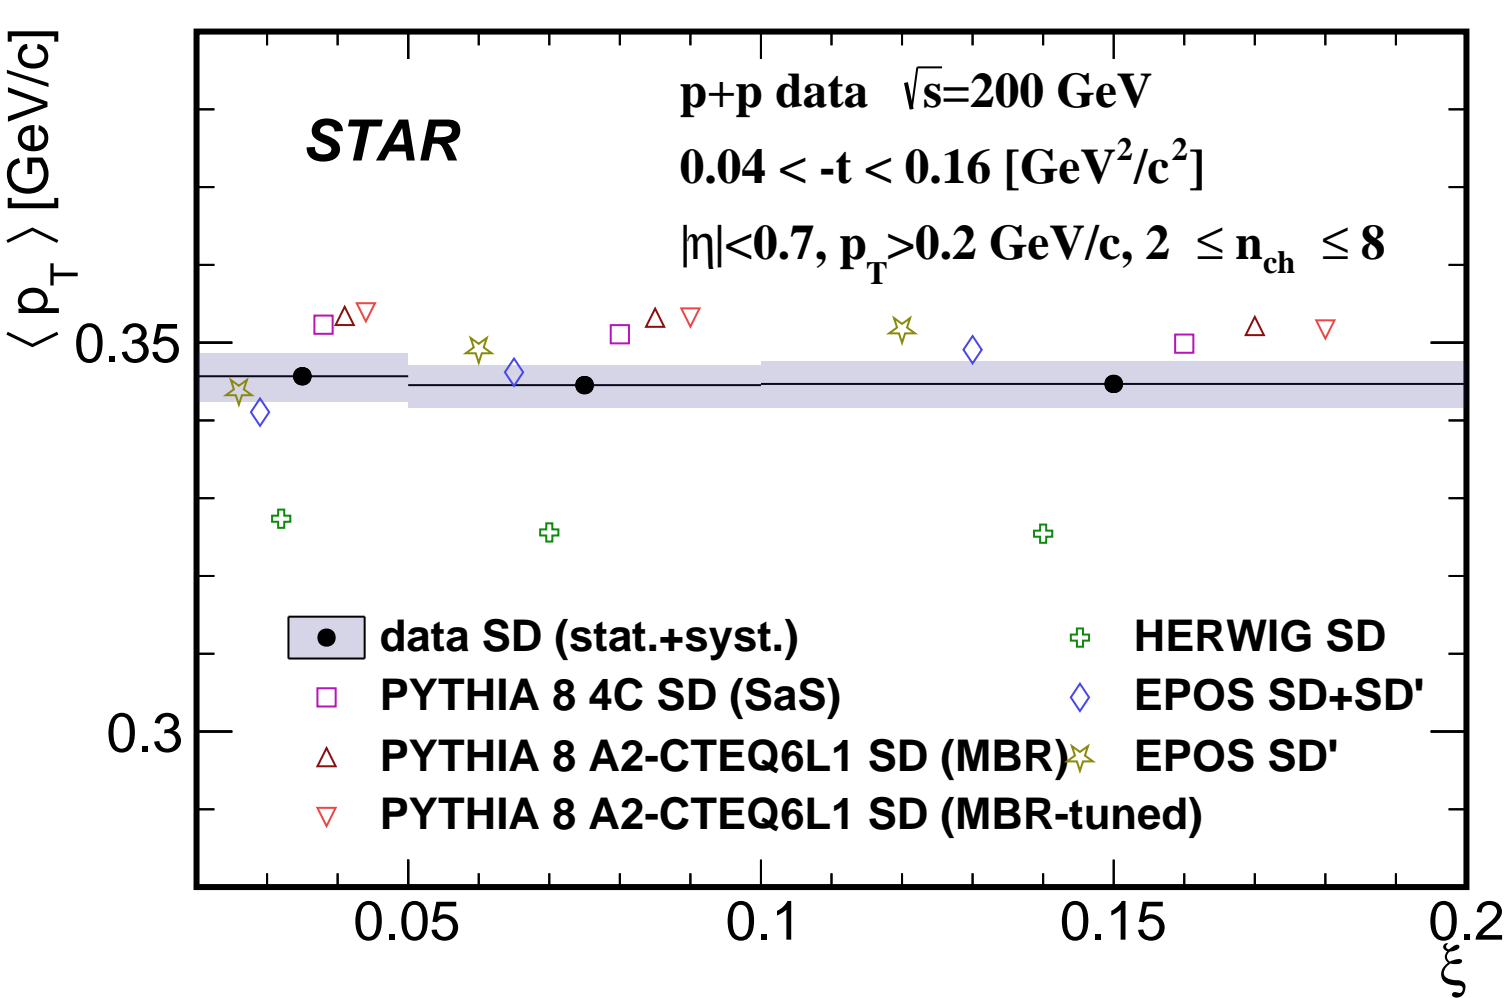 ⟨ p_T ⟩ [GeV/c]
STAR
p+p data √s=200 GeV
0.04 < -t < 0.16 [GeV²/c²]
|η|<0.7, p_T>0.2 GeV/c, 2 ≤ n_ch ≤ 8
0.35
0.3
data SD (stat.+syst.)
PYTHIA 8 4C SD (SaS)
PYTHIA 8 A2-CTEQ6L1 SD (MBR)
PYTHIA 8 A2-CTEQ6L1 SD (MBR-tuned)
HERWIG SD
EPOS SD+SD'
EPOS SD'
0.05 0.1 0.15 0.2
ξ